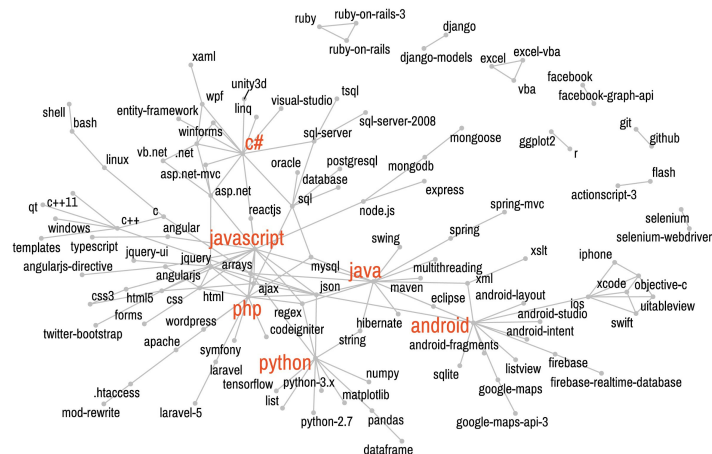 ruby-on-rails-3
ruby
django
ruby-on-rails
django-models
excel-vba
excel
xaml
facebook
vba
facebook-graph-api
unity3d
tsql
wpf
linq
visual-studio
entity-framework
shell
sql-server-2008
bash
winforms
sql-server
git
c#
mongoose
ggplot2
github
vb.net
.net
r
linux
oracle
postgresql
mongodb
asp.net-mvc
database
flash
asp.net
express
actionscript-3
sql
c++11
qt
c
reactjs
node.js
spring-mvc
windows
c++
angular
selenium
spring
selenium-webdriver
templates
typescript
javascript
swing
jquery-ui
xslt
iphone
jquery
angularjs-directive
arrays
mysql
java
multithreading
angularjs
xml
xcode
objective-c
ajax
json
maven
css3
html5
css
html
eclipse
android-layout
ios
uitableview
forms
php
regex
android-studio
wordpress
hibernate
android
swift
twitter-bootstrap
codeigniter
android-intent
apache
string
android-fragments
symfony
python
firebase
laravel
sqlite
listview
tensorflow
python-3.x
numpy
firebase-realtime-database
.htaccess
matplotlib
google-maps
list
mod-rewrite
laravel-5
python-2.7
pandas
google-maps-api-3
dataframe